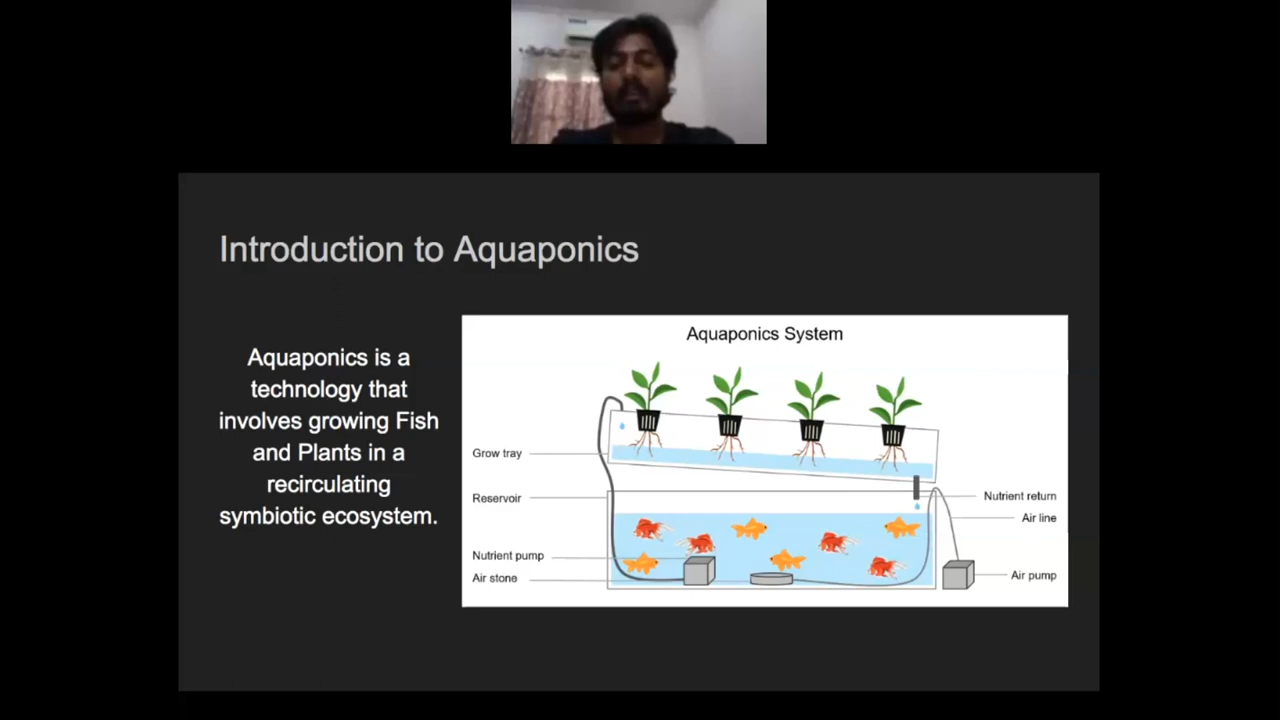 Introduction to Aquaponics
Aquaponics is a
technology that
involves growing Fish
and Plants in a
recirculating
symbiotic ecosystem.
Aquaponics System
Grow tray
Reservoir
Nutrient pump
Air stone
Nutrient return
Air line
Air pump